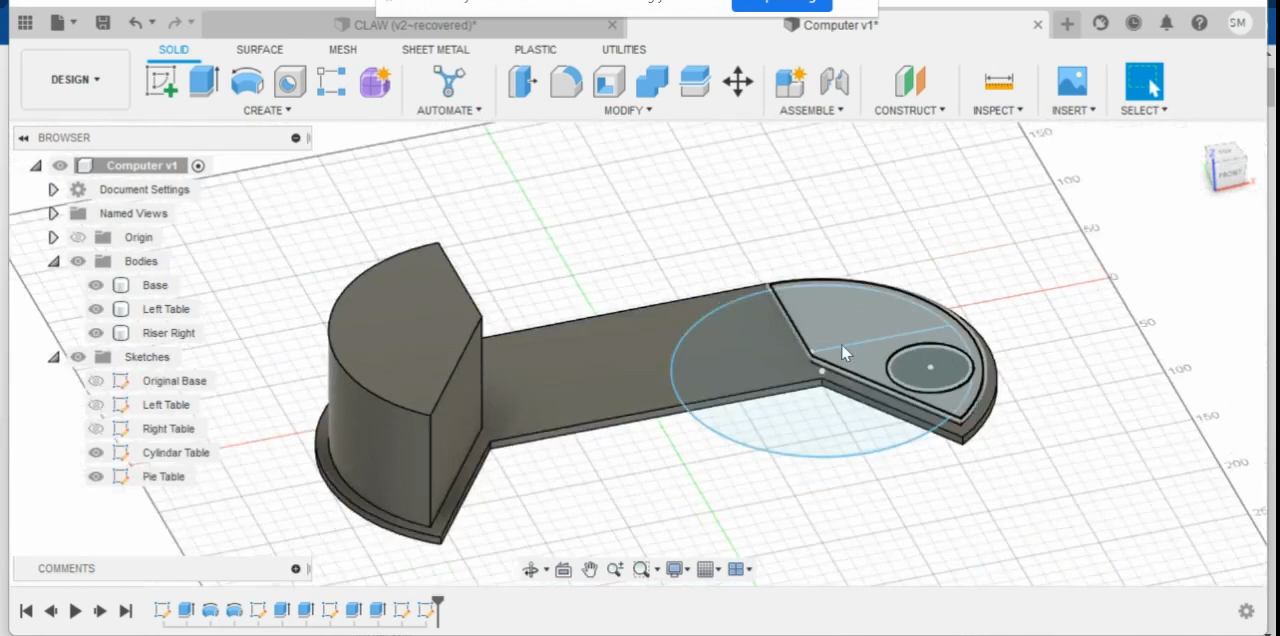 CLAW (v2~recovered)*
Computer v1*
SM
SOLID
SURFACE
MESH
SHEET METAL
PLASTIC
UTILITIES
DESIGN
CREATE
AUTOMATE
MODIFY
ASSEMBLE
CONSTRUCT
INSPECT
INSERT
SELECT
BROWSER
Computer v1
Document Settings
Named Views
Origin
Bodies
Base
Left Table
Riser Right
Sketches
Original Base
Left Table
Right Table
Cylindar Table
Pie Table
150
100
50
0
50
100
150
200
FRONT
COMMENTS